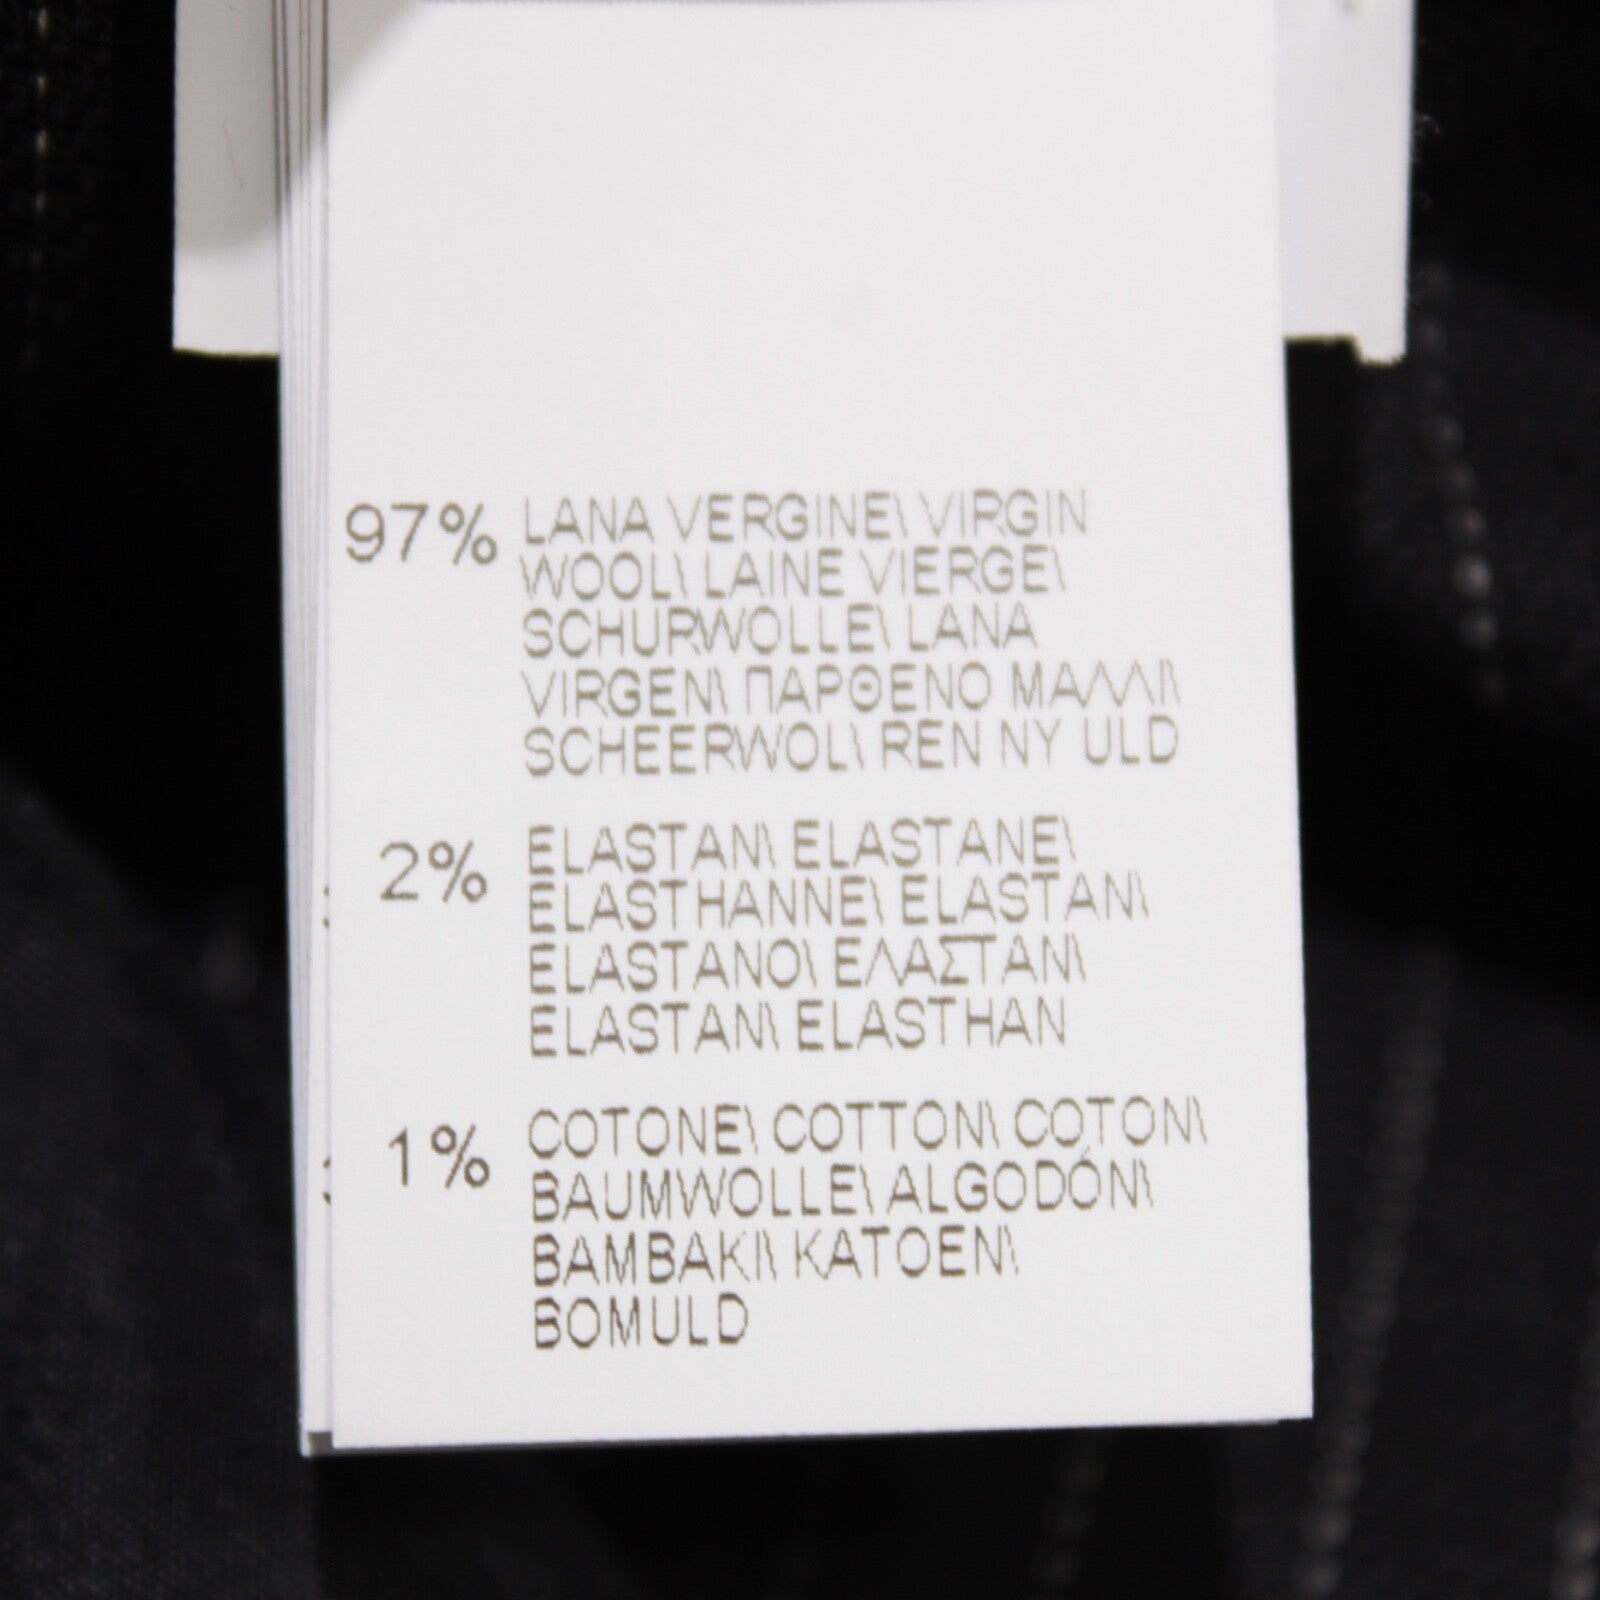 97% LANA VERGINE\ VIRGIN
WOOL\ LAINE VIERGE\
SCHURWOLLE\ LANA
VIRGEN\ ΠΑΡΘΕΝΟ ΜΑΛΛΙ\
SCHEERWOL\ REN NY ULD
2% ELASTAN\ ELASTANE\
ELASTHANNE\ ELASTAN\
ELASTANO\ ΕΛΑΣΤΑΝ\
ELASTAN\ ELASTHAN
1% COTONE\ COTTON\ COTON\
BAUMWOLLE\ ALGODÓN\
BAMBAKI\ KATOEN\
BOMULD